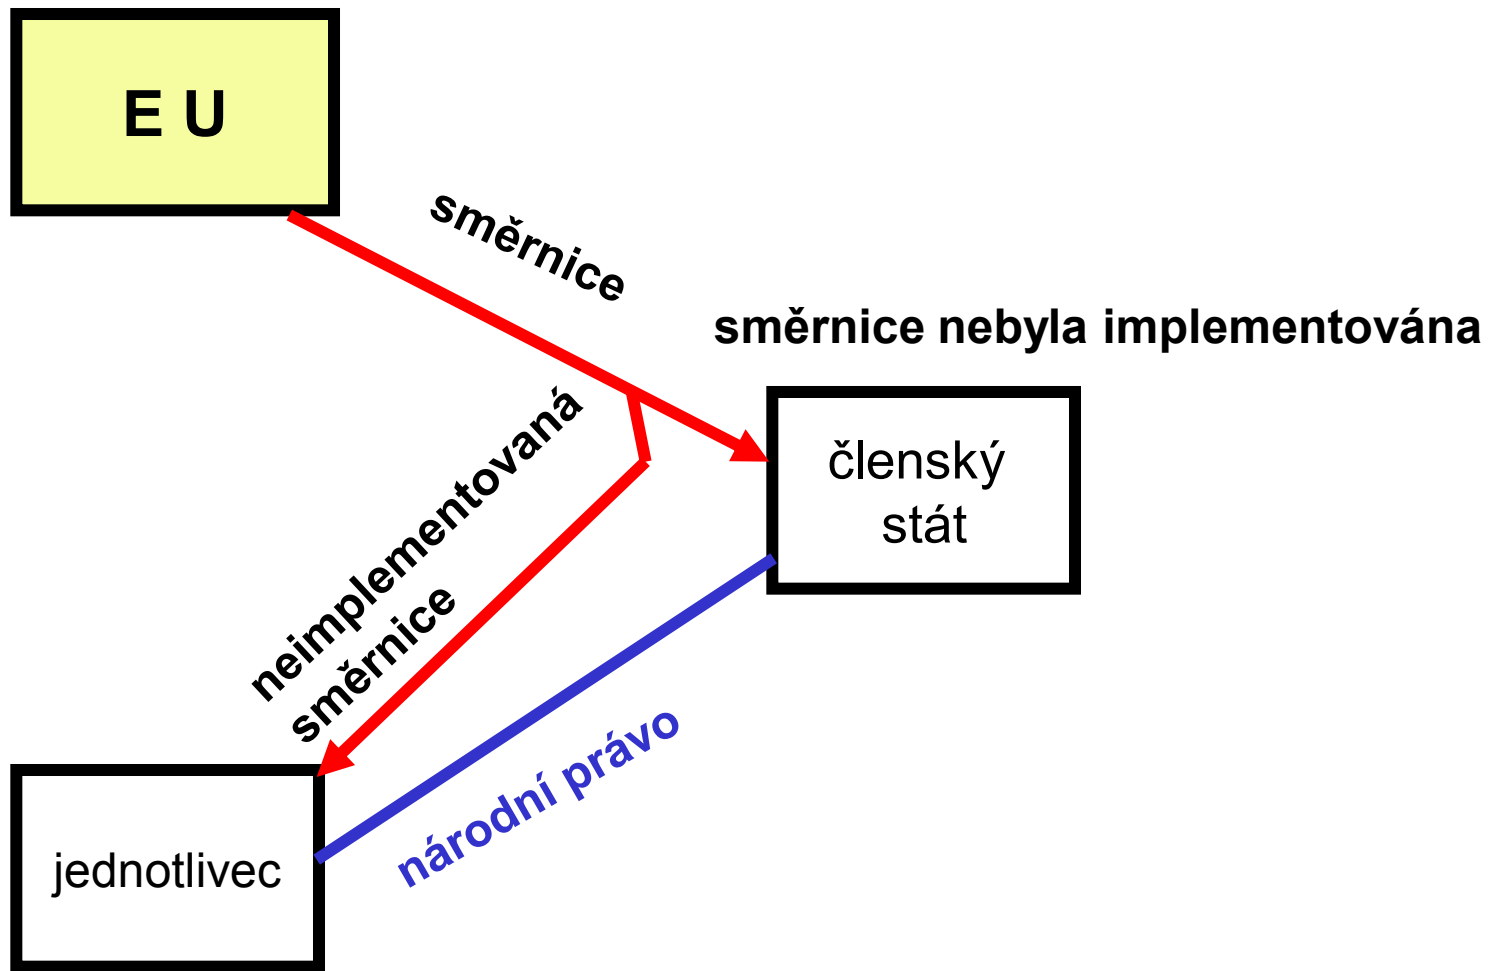 E U
směrnice
směrnice nebyla implementována
členský
stát
neimplementovaná
směrnice
národní právo
jednotlivec